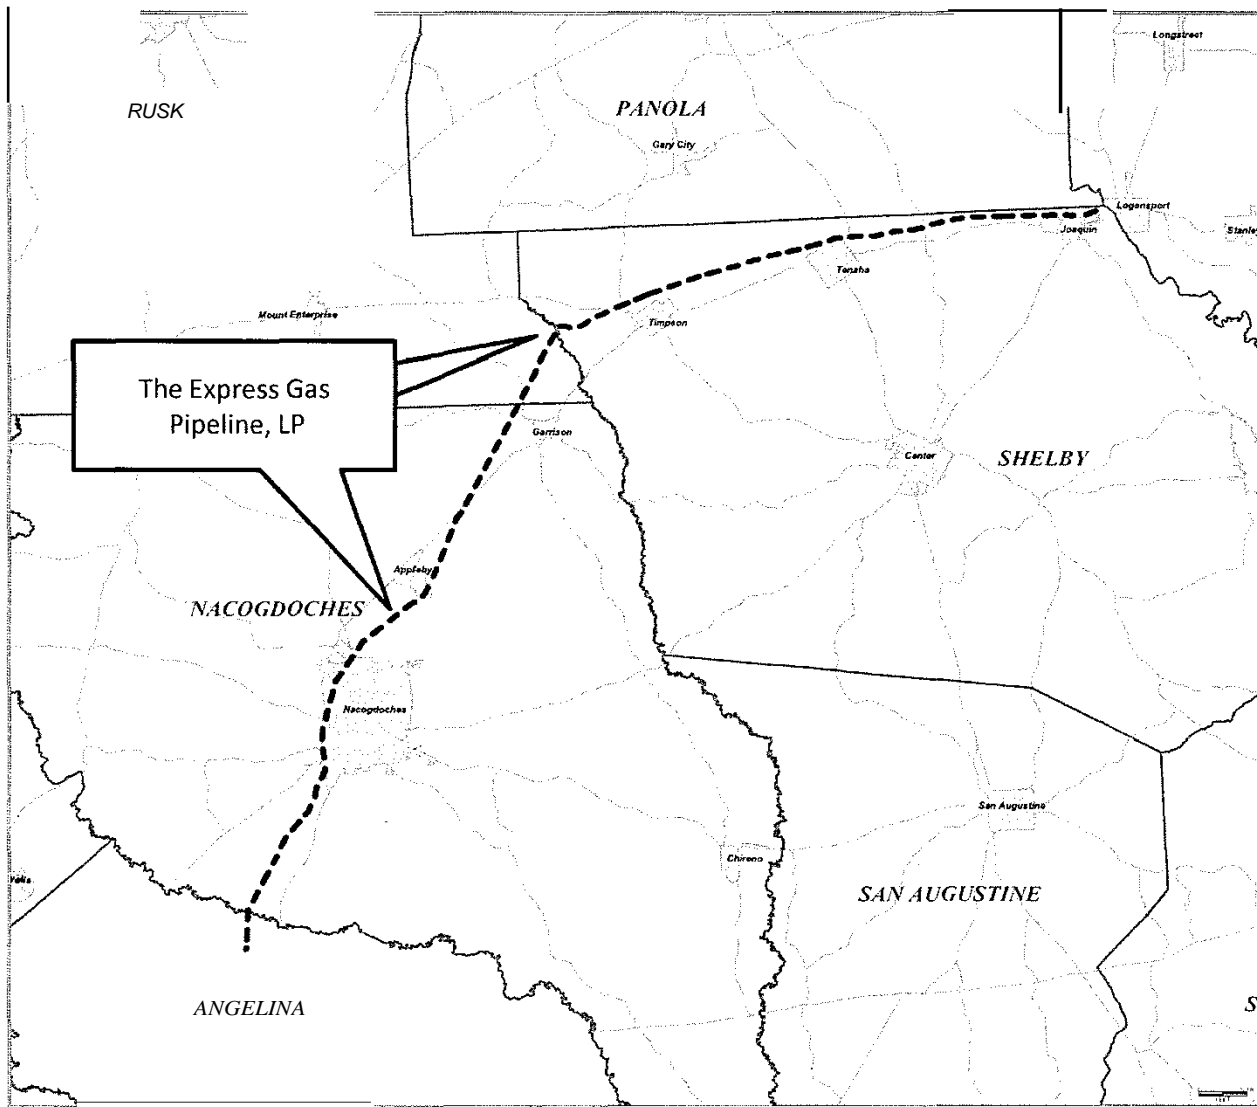 Longstreet
RUSK
PANOLA
Gary City
Logansport
Joaquin
Stanley
Tenaha
Mount Enterprise
Timpson
The Express Gas
Pipeline, LP
Garrison
Center
SHELBY
Appleby
NACOGDOCHES
Nacogdoches
San Augustine
Chireno
SAN AUGUSTINE
ANGELINA
S